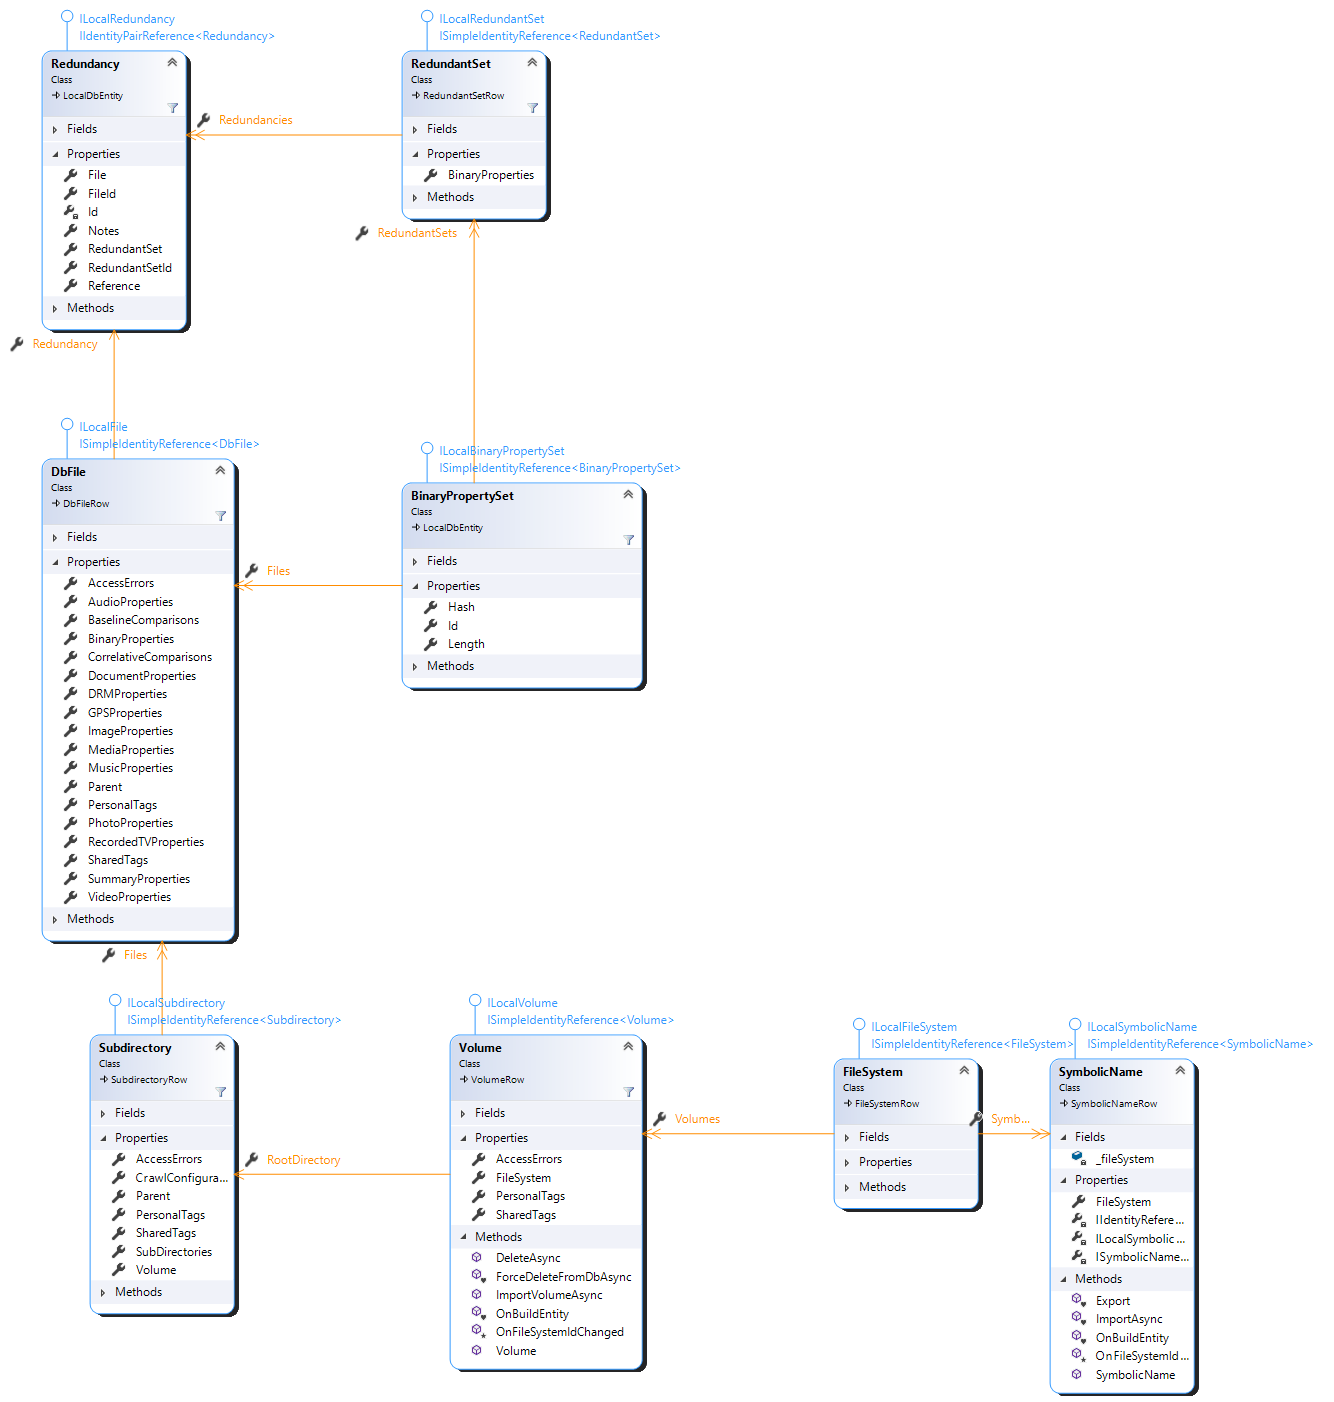 ILocalRedundancy
IIdentityPairReference<Redundancy>
Redundancy
Class
LocalDbEntity
Fields
Properties
File
FileId
Id
Notes
RedundantSet
RedundantSetId
Reference
Methods
Redundancies
ILocalRedundantSet
ISimpleIdentityReference<RedundantSet>
RedundantSet
Class
RedundantSetRow
Fields
Properties
BinaryProperties
Methods
RedundantSets
Redundancy
ILocalFile
ISimpleIdentityReference<DbFile>
DbFile
Class
DbFileRow
Fields
Properties
AccessErrors
AudioProperties
BaselineComparisons
BinaryProperties
CorrelativeComparisons
DocumentProperties
DRMProperties
GPSProperties
ImageProperties
MediaProperties
MusicProperties
Parent
PersonalTags
PhotoProperties
RecordedTVProperties
SharedTags
SummaryProperties
VideoProperties
Methods
Files
ILocalBinaryPropertySet
ISimpleIdentityReference<BinaryPropertySet>
BinaryPropertySet
Class
LocalDbEntity
Fields
Properties
Hash
Id
Length
Methods
Files
ILocalSubdirectory
ISimpleIdentityReference<Subdirectory>
Subdirectory
Class
SubdirectoryRow
Fields
Properties
AccessErrors
CrawlConfigura...
Parent
PersonalTags
SharedTags
SubDirectories
Volume
Methods
RootDirectory
ILocalVolume
ISimpleIdentityReference<Volume>
Volume
Class
VolumeRow
Fields
Properties
AccessErrors
FileSystem
PersonalTags
SharedTags
Methods
DeleteAsync
ForceDeleteFromDbAsync
ImportVolumeAsync
OnBuildEntity
OnFileSystemIdChanged
Volume
Volumes
ILocalFileSystem
ISimpleIdentityReference<FileSystem>
FileSystem
Class
FileSystemRow
Fields
Properties
Methods
Symb...
ILocalSymbolicName
ISimpleIdentityReference<SymbolicName>
SymbolicName
Class
SymbolicNameRow
Fields
_fileSystem
Properties
FileSystem
IIdentityRefere...
ILocalSymbolic...
ISymbolicName...
Methods
Export
ImportAsync
OnBuildEntity
OnFileSystemId...
SymbolicName